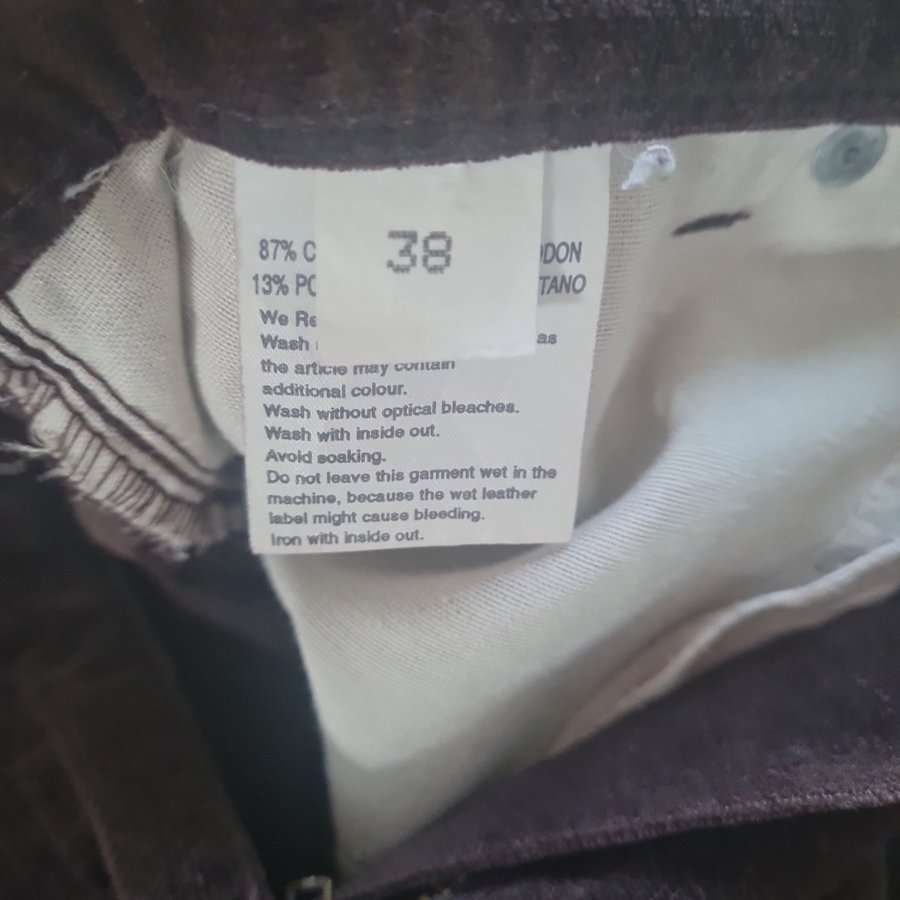 38
87% C
ODON
13% PO
TANO
We Re
Wash
as
the article may contain
additional colour.
Wash without optical bleaches.
Wash with inside out.
Avoid soaking.
Do not leave this garment wet in the
machine, because the wet leather
label might cause bleeding.
Iron with inside out.